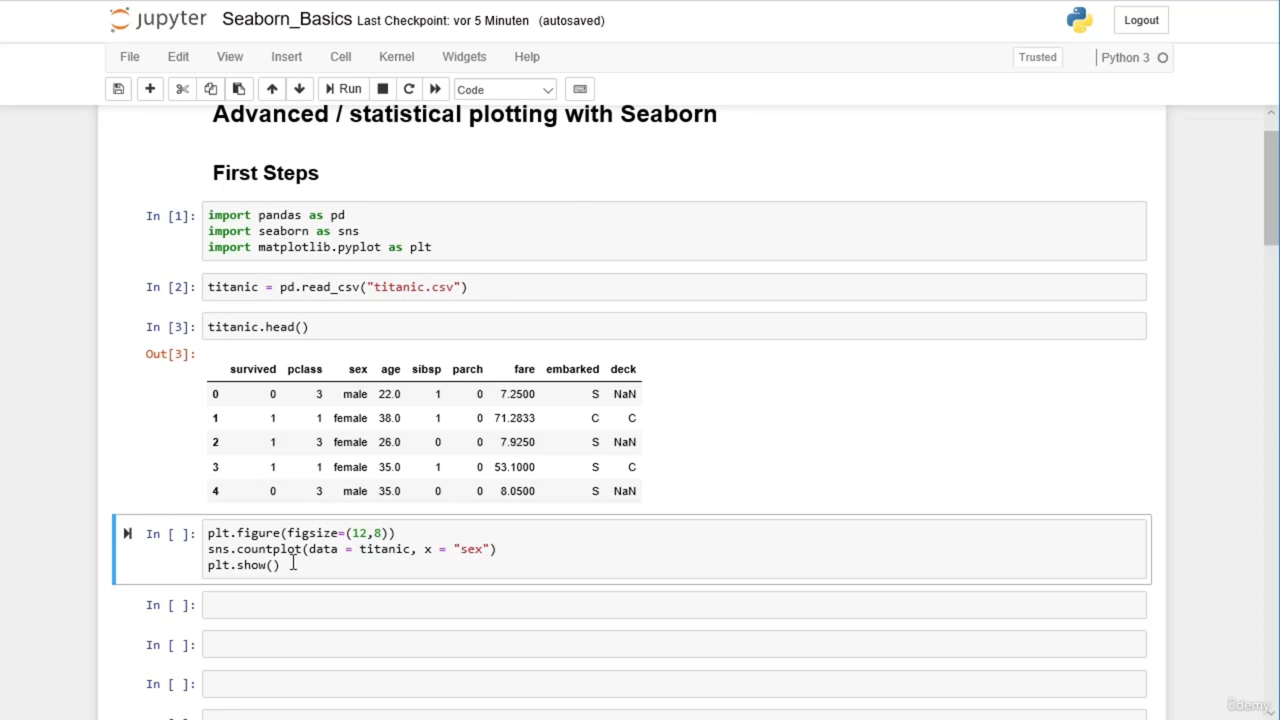 jupyter Seaborn_Basics Last Checkpoint: vor 5 Minuten (autosaved) Logout
File Edit View Insert Cell Kernel Widgets Help Trusted Python 3
Run Code
Advanced / statistical plotting with Seaborn
First Steps
In [1]: import pandas as pd
import seaborn as sns
import matplotlib.pyplot as plt
In [2]: titanic = pd.read_csv("titanic.csv")
In [3]: titanic.head()
Out[3]:
survived pclass sex age sibsp parch fare embarked deck
0 0 3 male 22.0 1 0 7.2500 S NaN
1 1 1 female 38.0 1 0 71.2833 C C
2 1 3 female 26.0 0 0 7.9250 S NaN
3 1 1 female 35.0 1 0 53.1000 S C
4 0 3 male 35.0 0 0 8.0500 S NaN
In [ ]: plt.figure(figsize=(12,8))
sns.countplot(data = titanic, x = "sex")
plt.show()
In [ ]:
In [ ]:
In [ ]:
Udemy